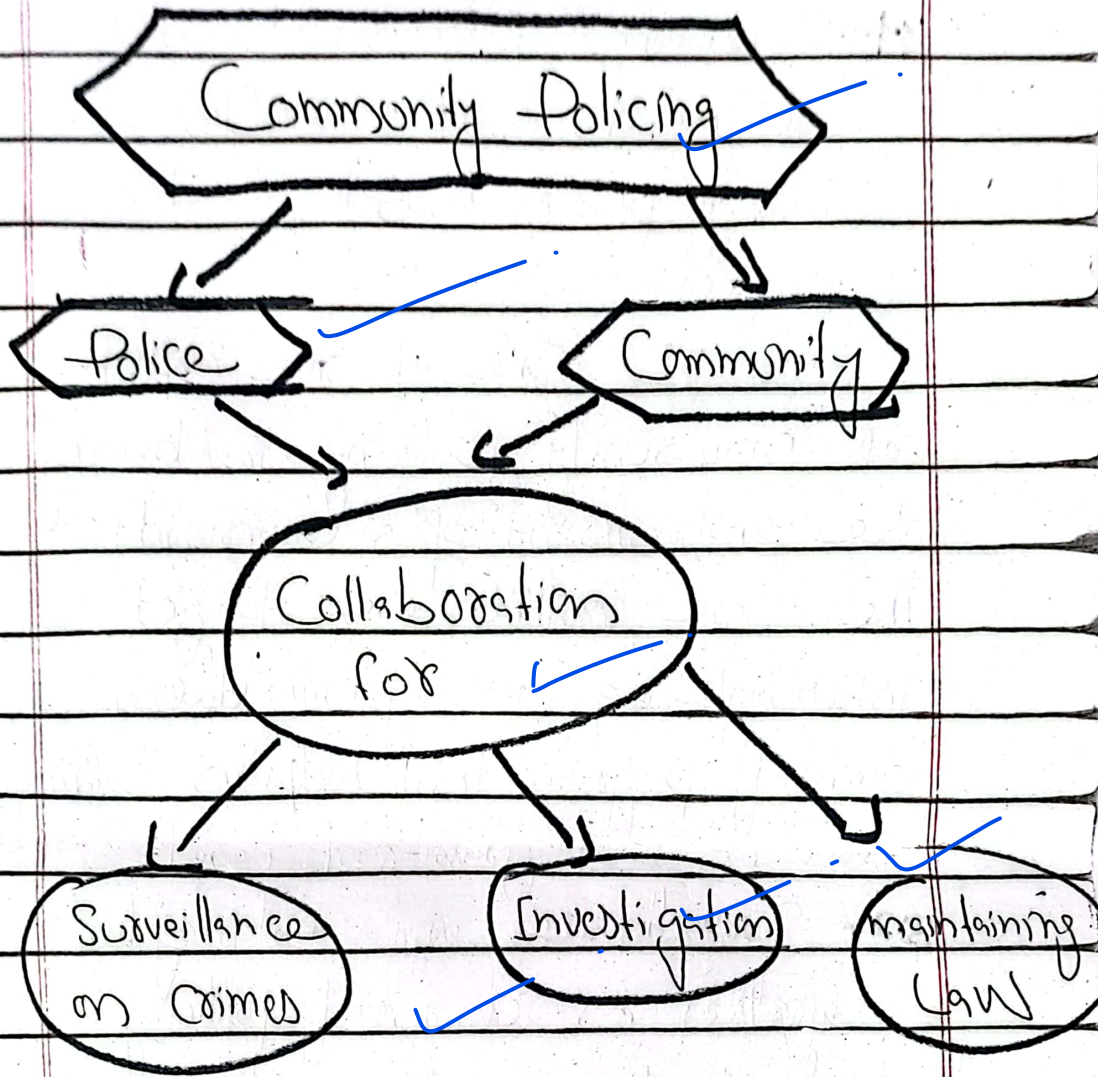 Community Policing
Police
Community
Collaboration
for
Surveillance
on Crimes
Investigation
maintaining
Law